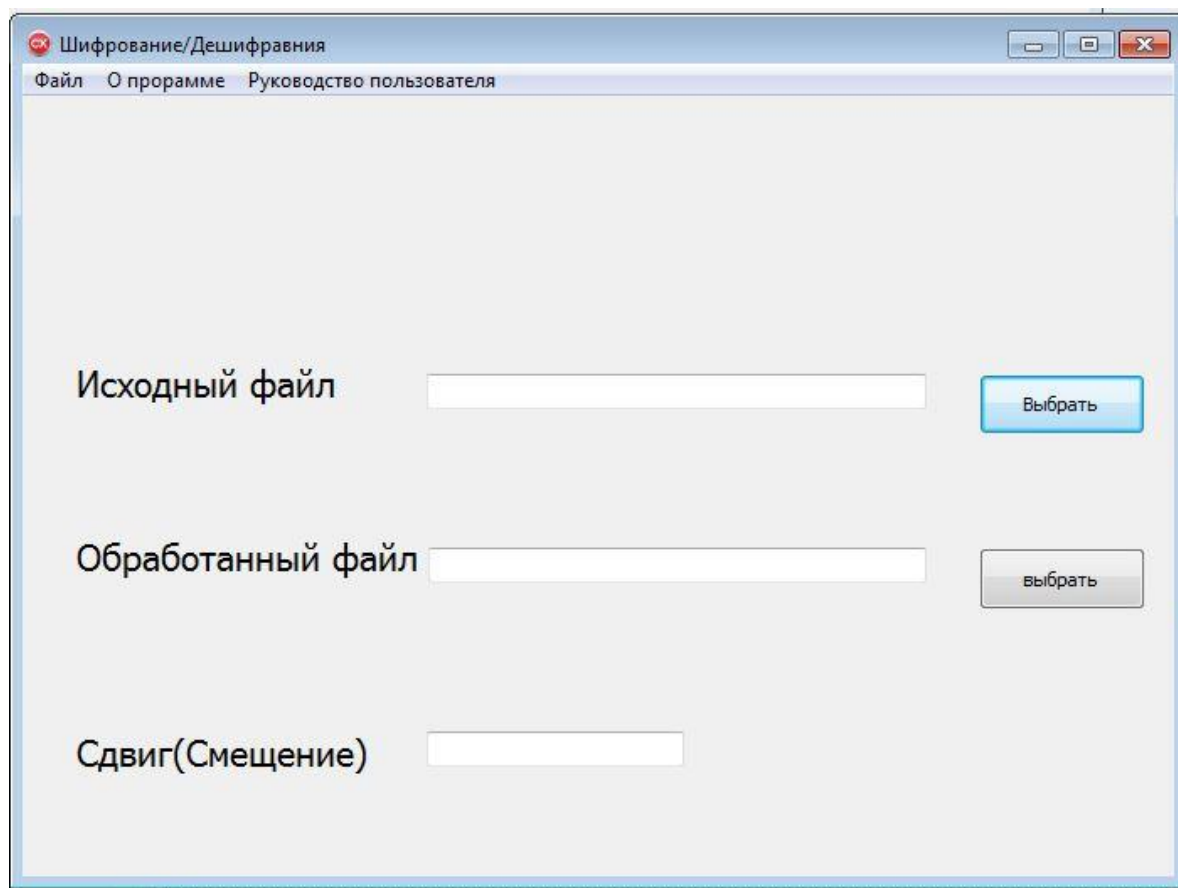 Шифрование/Дешифравния
Файл О прорамме Руководство пользователя
Исходный файл Выбрать
Обработанный файл выбрать
Сдвиг(Смещение)